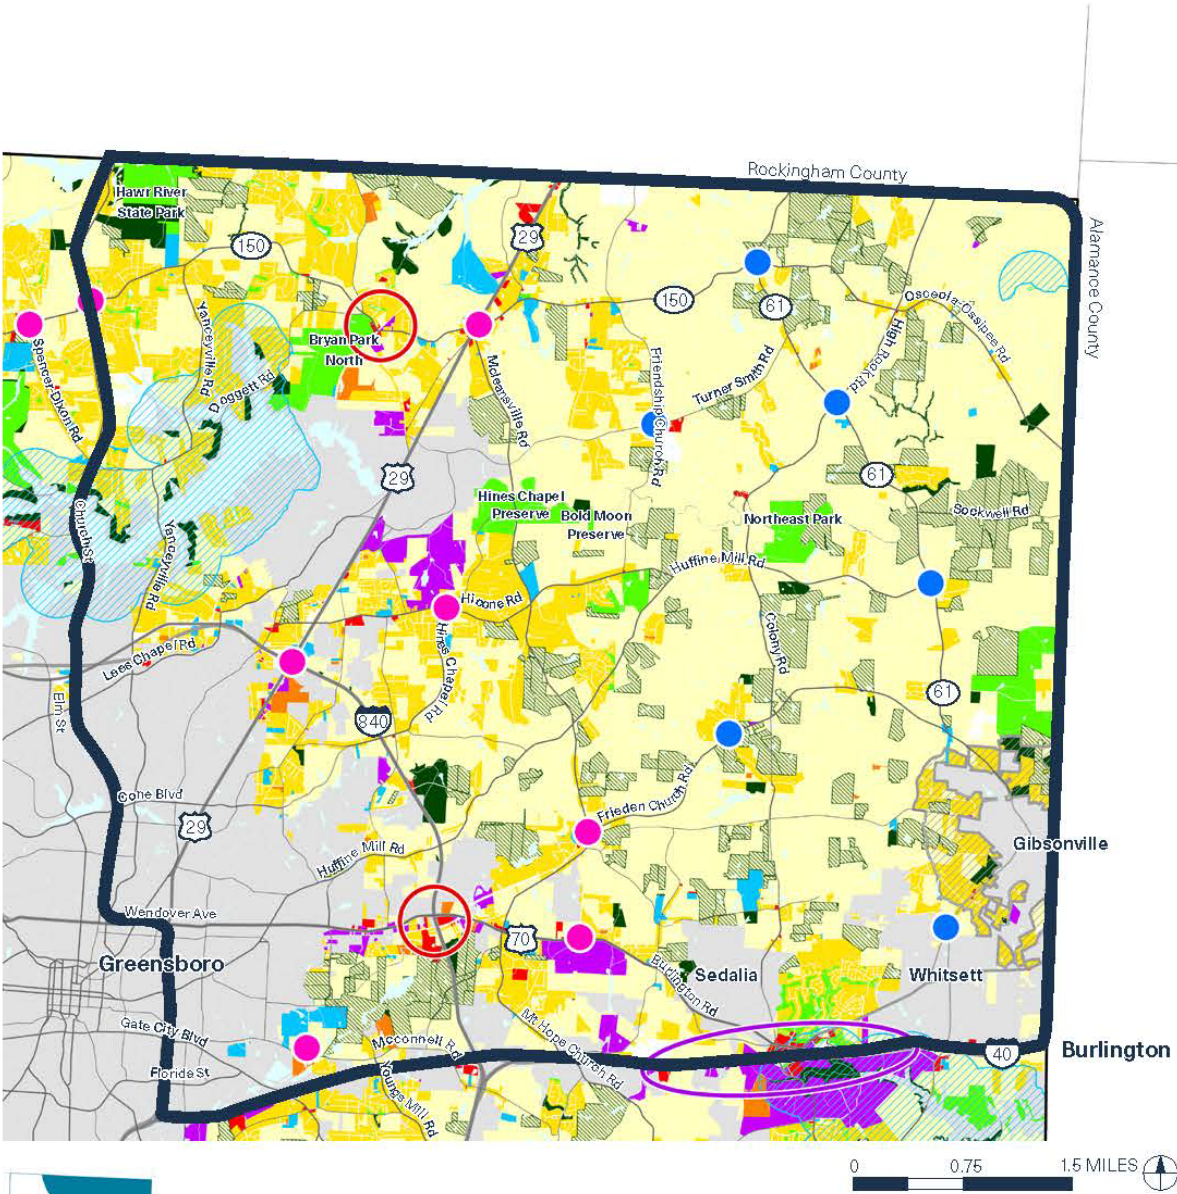 Rockingham County
Haw River
State Park
29
150
Alamance County
61
150
Osceola-Ossipee Rd
Yanceyville Rd
Bryan Park
North
High Rock Rd
Spencer Dixon Rd
Mcleansville Rd
Friendship Church Rd
Turner Smith Rd
Doggett Rd
29
61
Hines Chapel
Preserve
Bold Moon
Preserve
Northeast Park
Sockwell Rd
Church St
Yanceyville Rd
Huffine Mill Rd
Hicone Rd
Lees Chapel Rd
Hines Chapel Rd
Colony Rd
Elm St
61
840
Cone Blvd
Frieden Church Rd
29
Huffine Mill Rd
Gibsonville
Wendover Ave
70
Greensboro
Burlington Rd
Sedalia
Whitsett
Gate City Blvd
Mcconnell Rd
Mt Hope Church Rd
40
Burlington
Florida St
Youngs Mill Rd
0 0.75 1.5 MILES